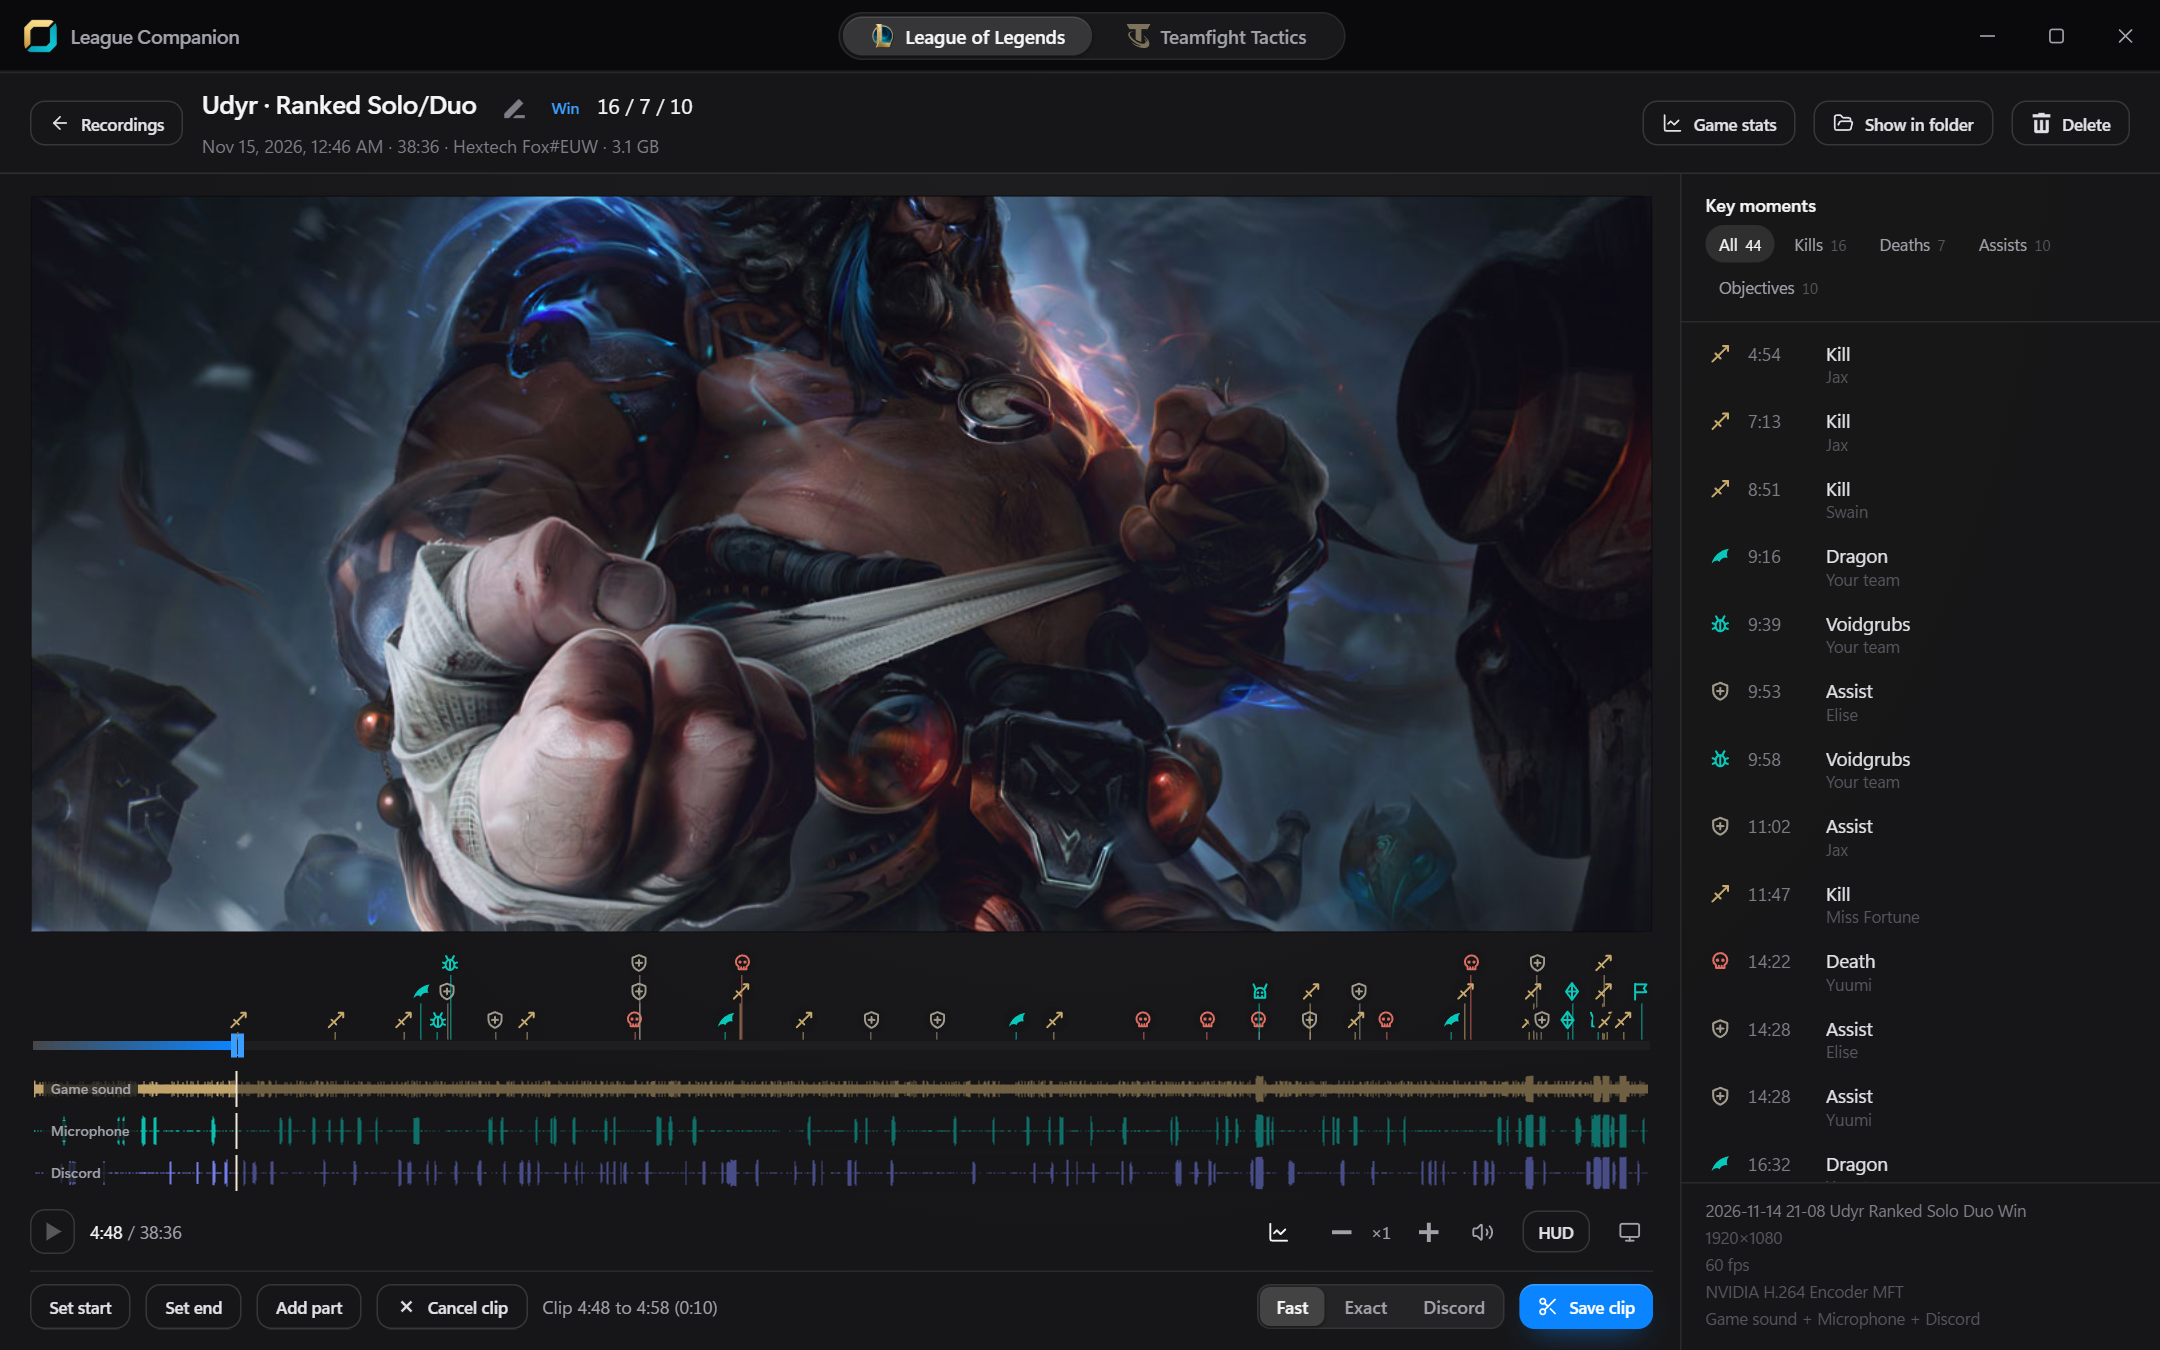 League Companion
League of Legends
Teamfight Tactics
Recordings
Udyr · Ranked Solo/Duo
Win
16 / 7 / 10
Nov 15, 2026, 12:46 AM · 38:36 · Hextech Fox#EUW · 3.1 GB
Game stats
Show in folder
Delete
Key moments
All 44
Kills 16
Deaths 7
Assists 10
Objectives 10
4:54 Kill
Jax
7:13 Kill
Jax
8:51 Kill
Swain
9:16 Dragon
Your team
9:39 Voidgrubs
Your team
9:53 Assist
Elise
9:58 Voidgrubs
Your team
11:02 Assist
Jax
11:47 Kill
Miss Fortune
14:22 Death
Yuumi
14:28 Assist
Elise
14:28 Assist
Yuumi
16:32 Dragon
Game sound
Microphone
Discord
4:48 / 38:36
×1
HUD
Set start
Set end
Add part
Cancel clip
Clip 4:48 to 4:58 (0:10)
Fast
Exact
Discord
Save clip
2026-11-14 21-08 Udyr Ranked Solo Duo Win
1920×1080
60 fps
NVIDIA H.264 Encoder MFT
Game sound + Microphone + Discord